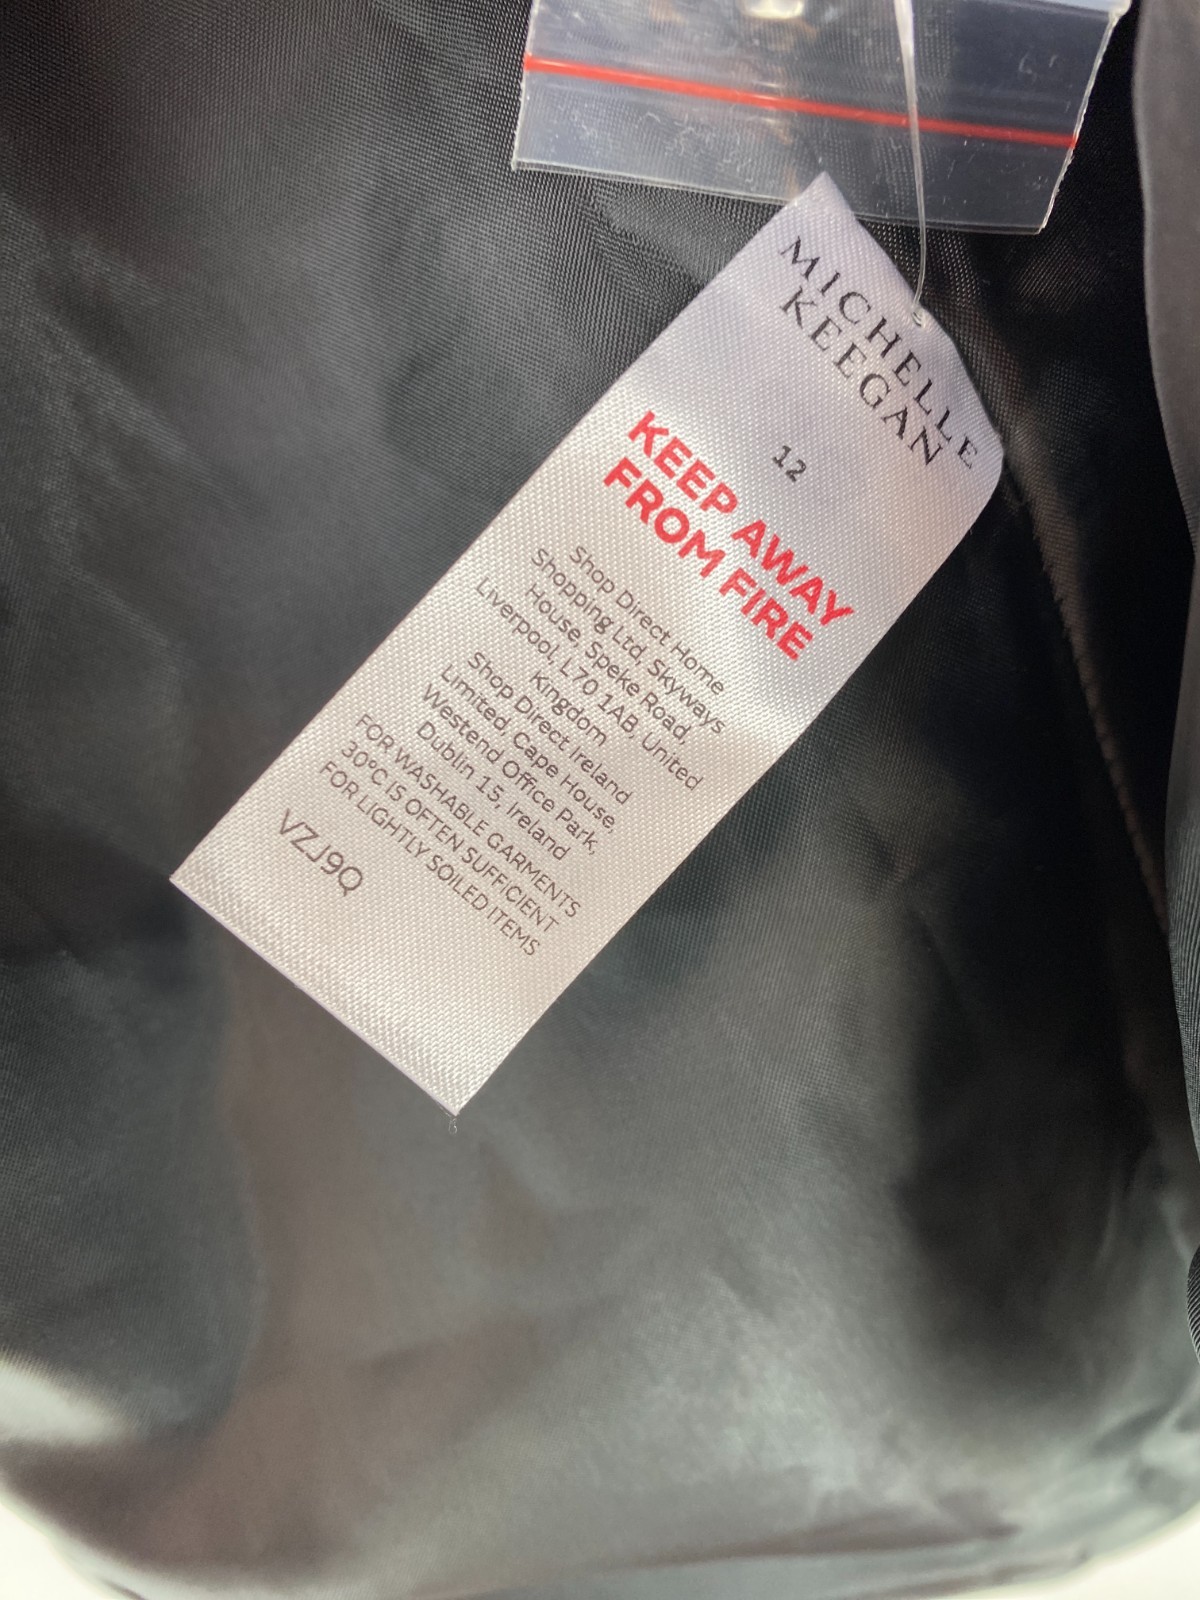 MICHELLE
KEEGAN
12
KEEP AWAY
FROM FIRE
Shop Direct Home
Shopping Ltd, Skyways
House, Speke Road,
Liverpool, L70 1AB, United
Kingdom
Shop Direct Ireland
Limited, Cape House,
Westend Office Park,
Dublin 15, Ireland
FOR WASHABLE GARMENTS
30°C IS OFTEN SUFFICIENT
FOR LIGHTLY SOILED ITEMS
VZJ9Q